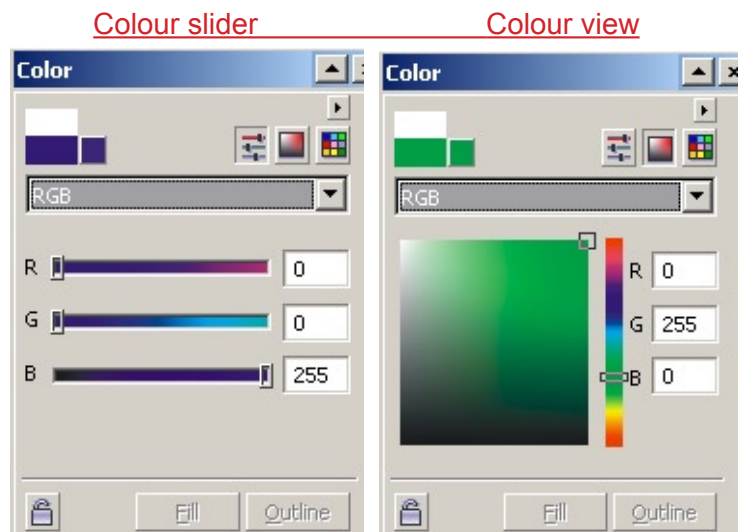 Colour slider Colour view
Color
RGB
R 0
G 0
B 255
Fill Outline
Color
RGB
R 0
G 255
B 0
Fill Outline